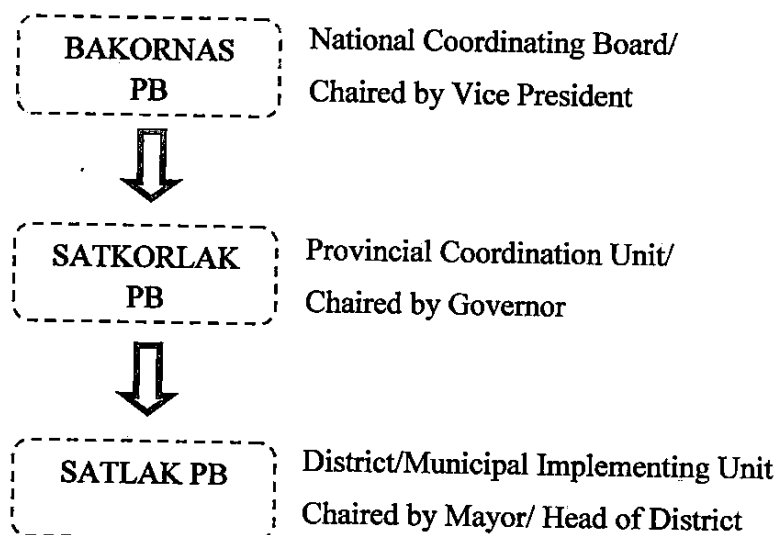 BAKORNAS
PB
National Coordinating Board/
Chaired by Vice President
SATKORLAK
PB
Provincial Coordination Unit/
Chaired by Governor
SATLAK PB
District/Municipal Implementing Unit
Chaired by Mayor/ Head of District